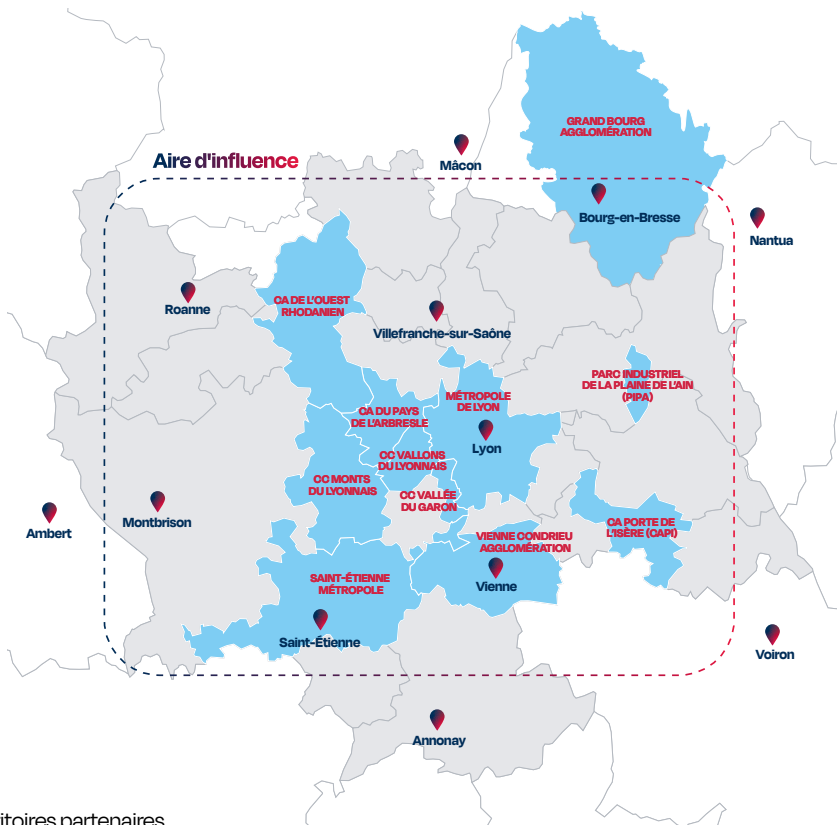 GRAND BOURG
AGGLOMÉRATION
Mâcon
Aire d'influence
Bourg-en-Bresse
Nantua
Roanne
CA DE L'OUEST
RHODANIEN
Villefranche-sur-Saône
PARC INDUSTRIEL
DE LA PLAINE DE L'AIN
(PIPA)
MÉTROPOLE
DE LYON
CA DU PAYS
DE L'ARBRESLE
Lyon
CC VALLONS
DU LYONNAIS
CC MONTS
DU LYONNAIS
CC VALLÉE
DU GARON
Ambert
Montbrison
CA PORTE DE
L'ISÈRE (CAPI)
VIENNE CONDRIEU
AGGLOMÉRATION
SAINT-ÉTIENNE
MÉTROPOLE
Vienne
Saint-Étienne
Voiron
Annonay
itoires partenaires